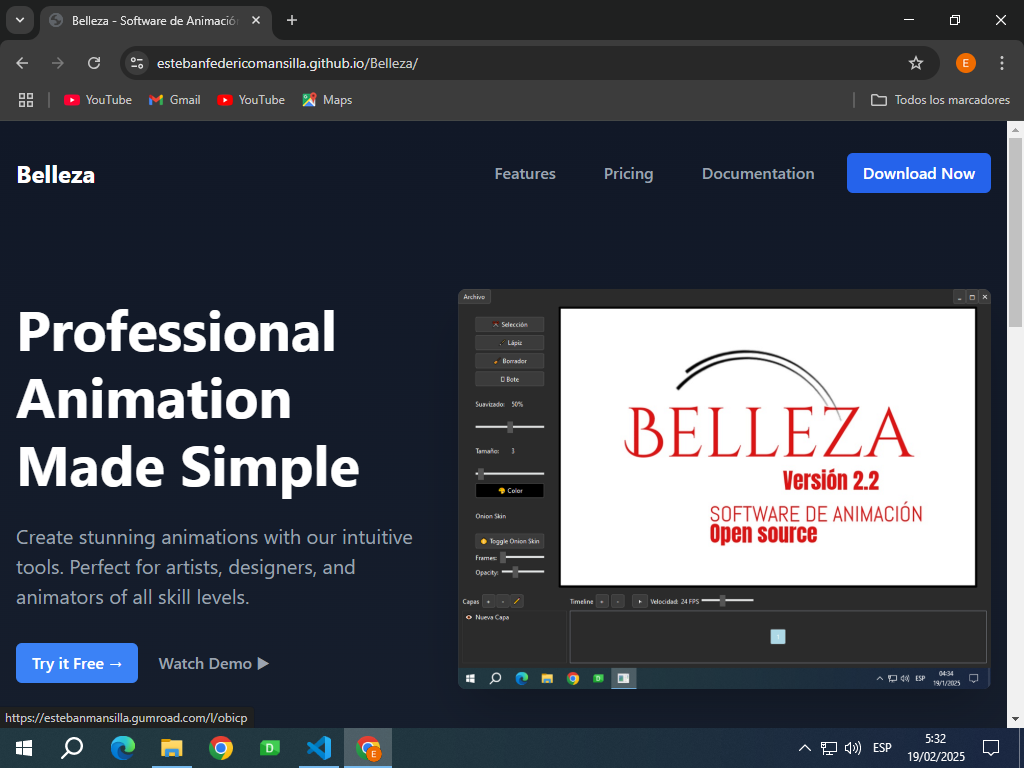 Belleza - Software de Animación
estebanfedericomansilla.github.io/Belleza/
E
YouTube
Gmail
YouTube
Maps
Todos los marcadores
Belleza
Features
Pricing
Documentation
Download Now
Professional
Animation
Made Simple
Create stunning animations with our intuitive
tools. Perfect for artists, designers, and
animators of all skill levels.
Try it Free →
Watch Demo ▶
Archivo
Selección
Lápiz
Borrador
Bote
Suavizado: 50%
Tamaño: 3
Color
Onion Skin
Toggle Onion Skin
Frames:
Opacity:
BELLEZA
Versión 2.2
SOFTWARE DE ANIMACIÓN
Open source
Capas + -
Timeline + -
Velocidad: 24 FPS
Nueva Capa
1
ESP
04:34
19/1/2025
https://estebanmansilla.gumroad.com/l/obicp
D
E
ESP
5:32
19/02/2025